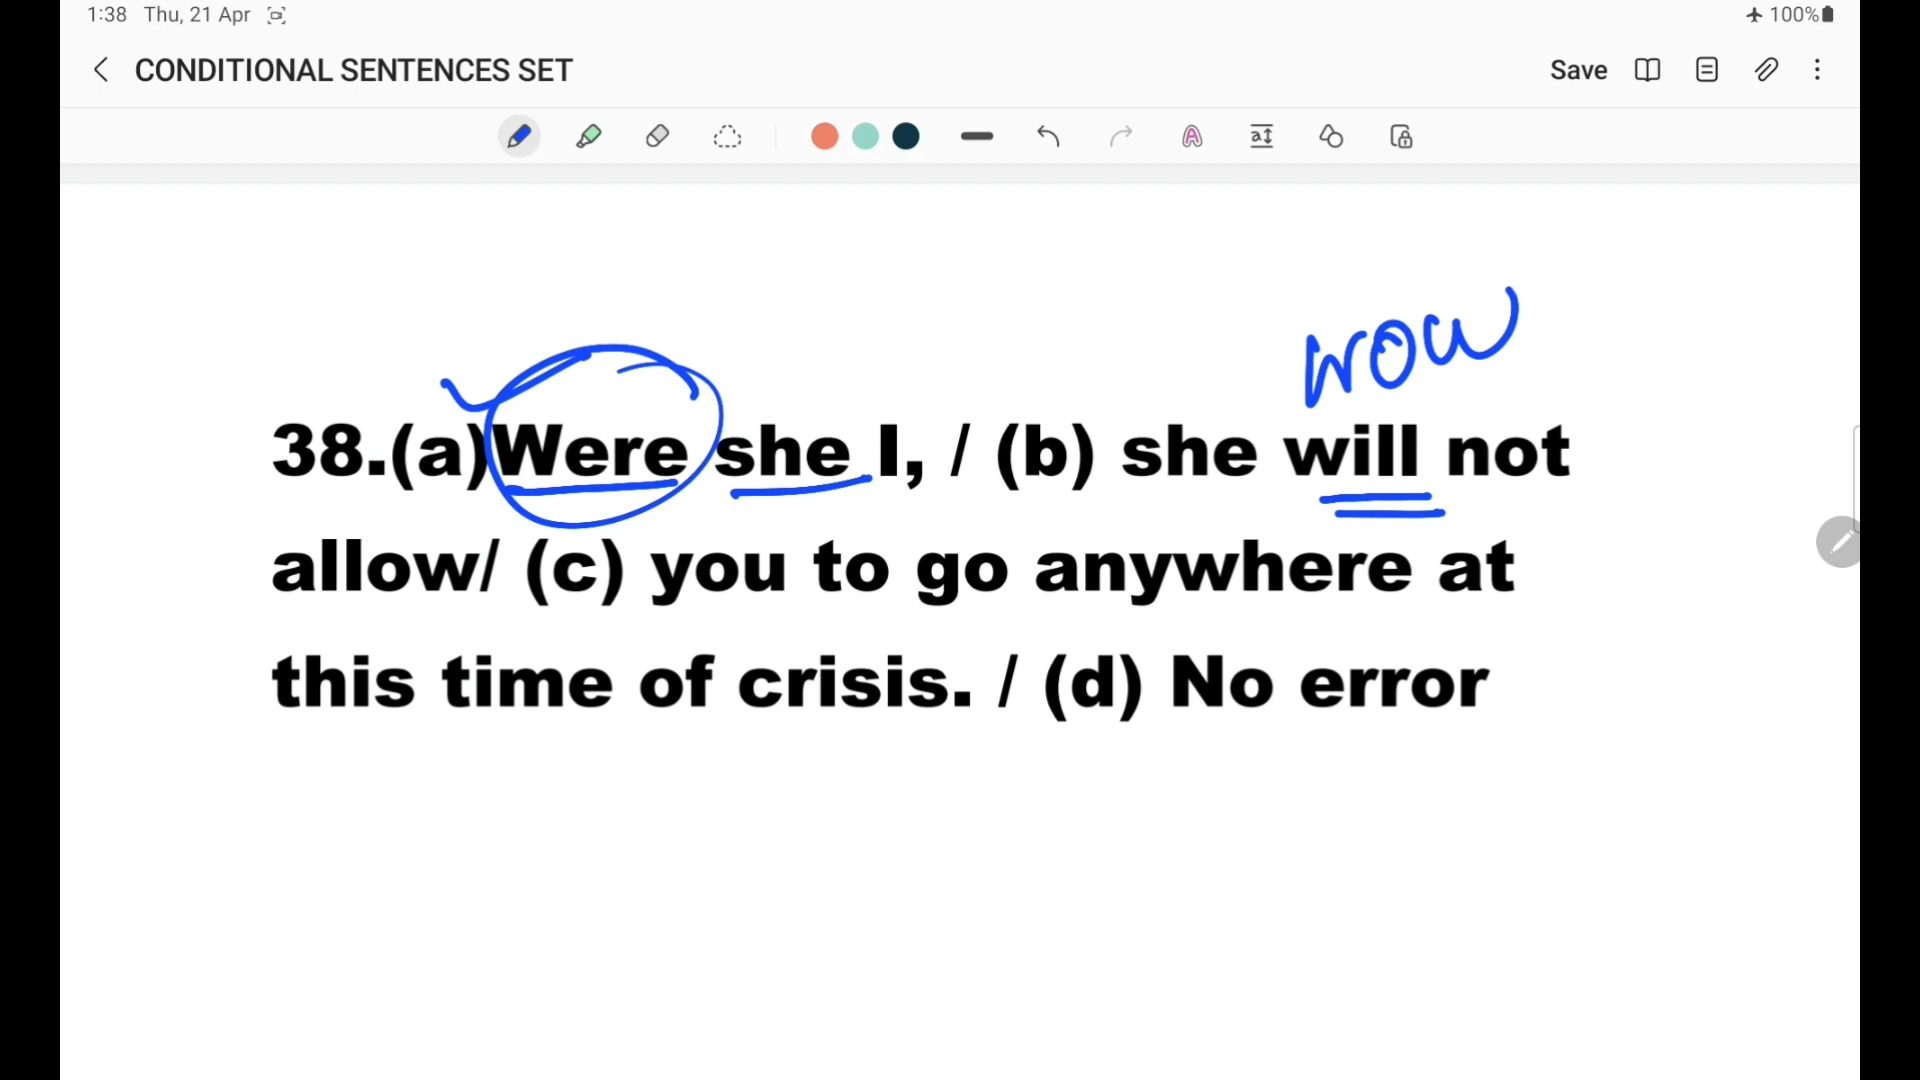 1:38 Thu, 21 Apr
100%
CONDITIONAL SENTENCES SET
Save
38.(a)Were she I, / (b) she will not
allow/ (c) you to go anywhere at
this time of crisis. / (d) No error